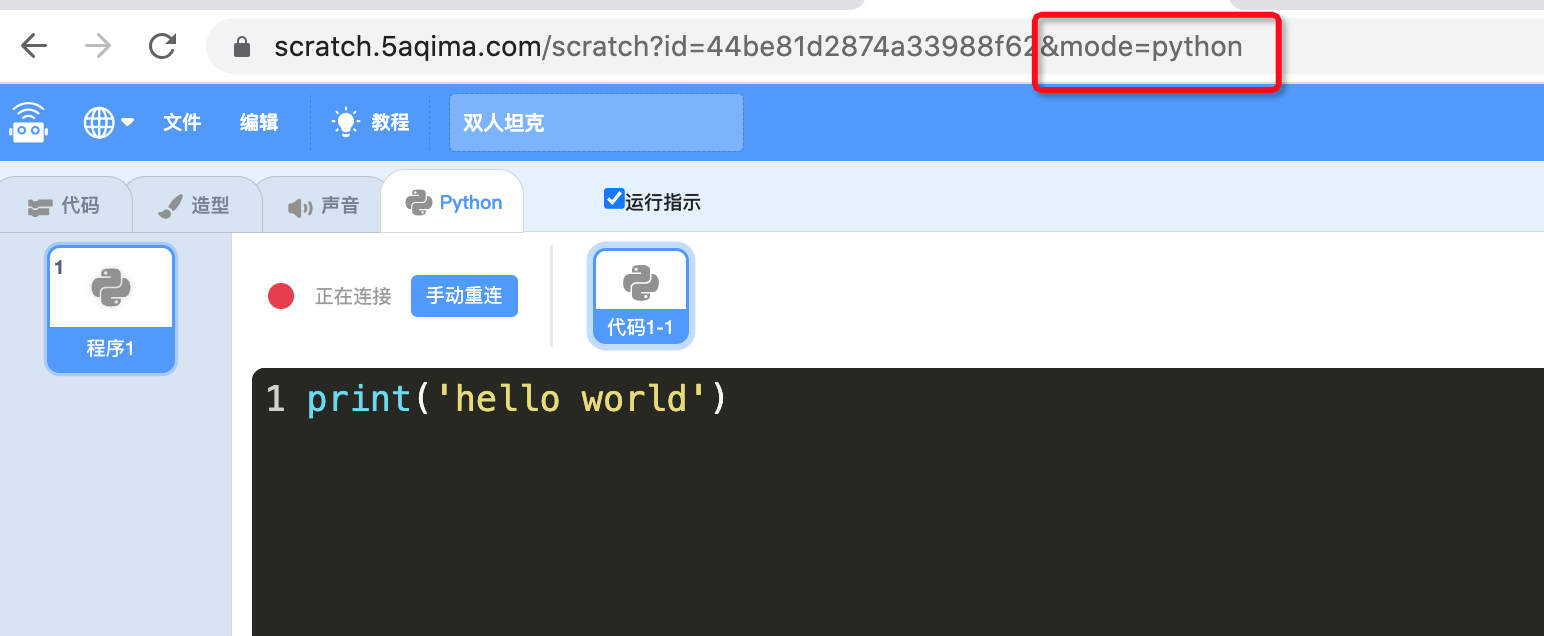 scratch.5aqima.com/scratch?id=44be81d2874a33988f62&mode=python
文件 编辑 教程 双人坦克
代码 造型 声音 Python 运行指示
1
程序1
正在连接 手动重连
代码1-1
1 print('hello world')